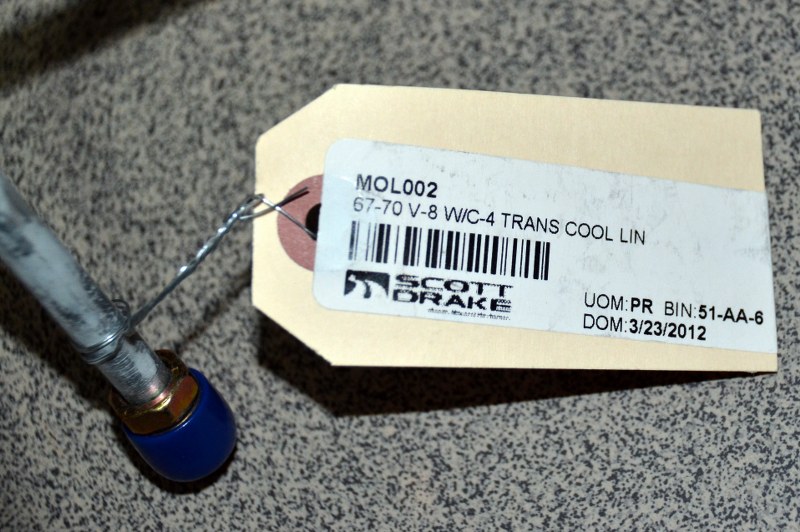 MOL002
67-70 V-8 W/C-4 TRANS COOL LIN
SCOTT
DRAKE
UOM:PR BIN:51-AA-6
DOM:3/23/2012